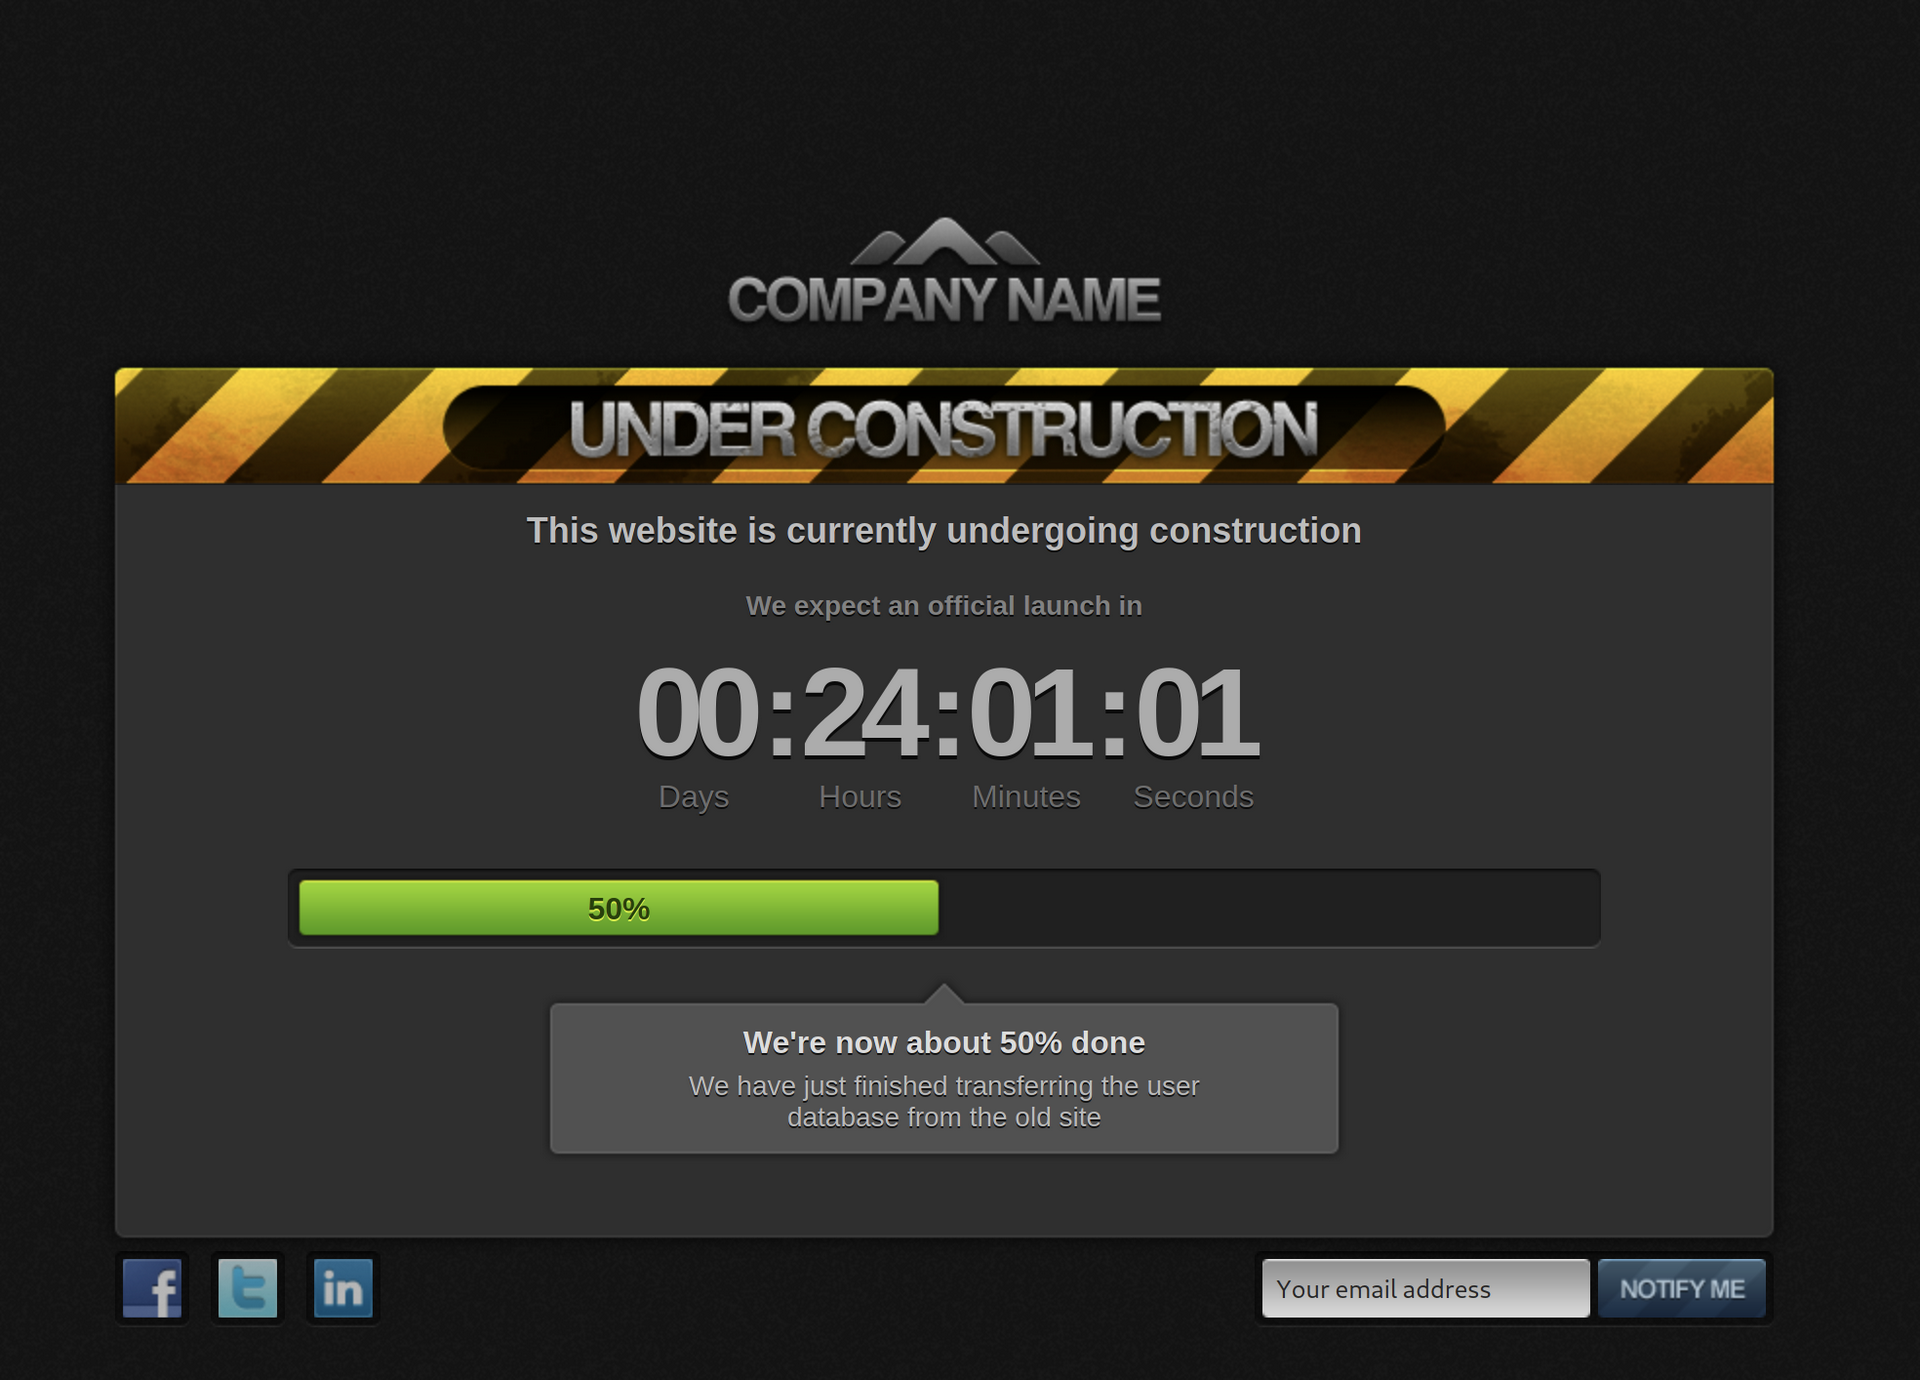 COMPANY NAME
UNDER CONSTRUCTION
This website is currently undergoing construction
We expect an official launch in
00:24:01:01
Days Hours Minutes Seconds
50%
We're now about 50% done
We have just finished transferring the user
database from the old site
f t in Your email address NOTIFY ME